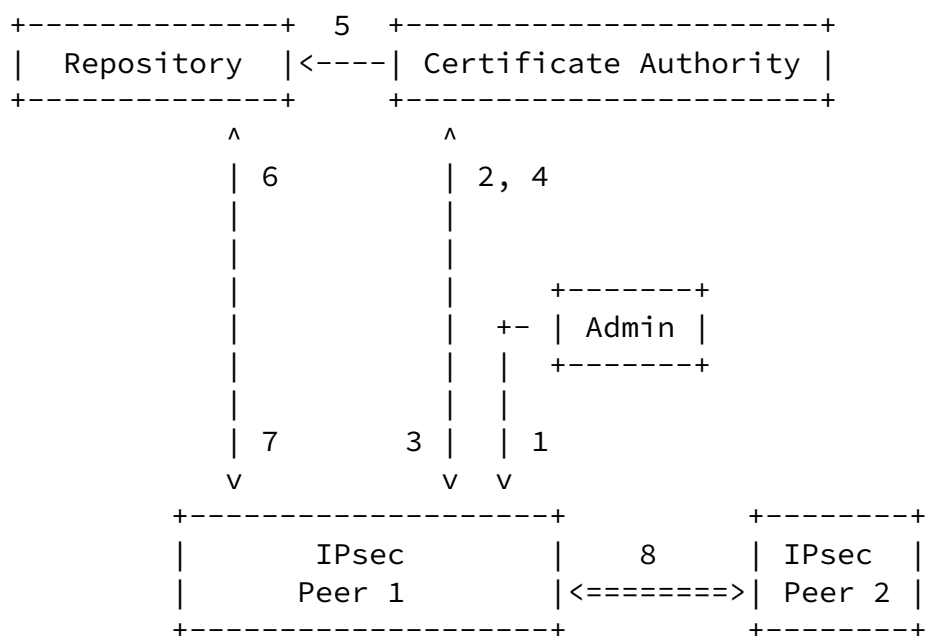 +--------------+  5  +-----------------------+
|  Repository  |<----| Certificate Authority |
+--------------+     +-----------------------+
            ^           ^
            | 6         | 2, 4
            |           |
            |           |
            |           |     +-------+
            |           |  +- | Admin |
            |           |  |  +-------+
            |           |  |
            | 7       3 |  | 1
            v           v  v
         +--------------------+          +--------+
         |       IPsec        |    8     | IPsec  |
         |      Peer 1        |<========>| Peer 2 |
         +--------------------+          +--------+